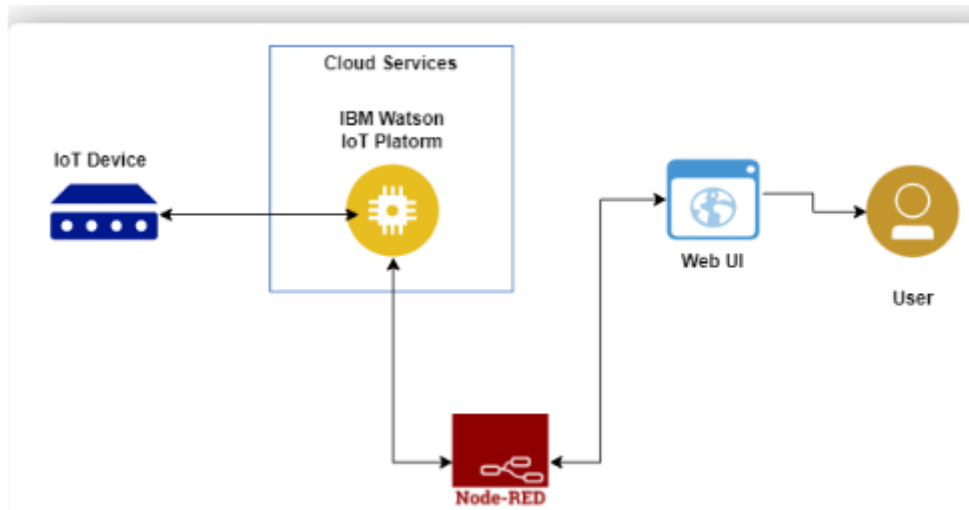 Cloud Services
IBM Watson
IoT Platorm
IoT Device
Web UI
User
Node-RED